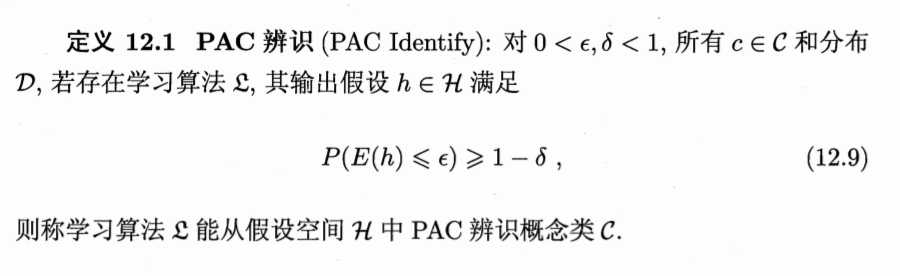 定义 12.1 PAC 辨识 (PAC Identify): 对 0 < ϵ, δ < 1, 所有 c ∈ 𝒞 和分布
𝒟, 若存在学习算法 𝔏, 其输出假设 h ∈ ℋ 满足
P(E(h) ⩽ ϵ) ⩾ 1 − δ , (12.9)
则称学习算法 𝔏 能从假设空间 ℋ 中 PAC 辨识概念类 𝒞.